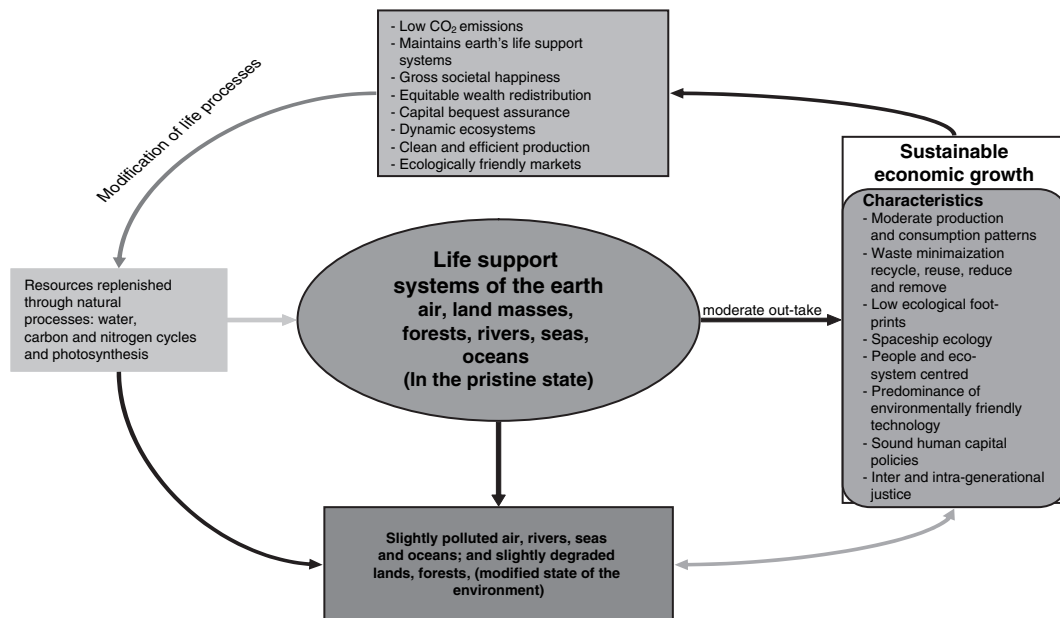 - Low CO₂ emissions
- Maintains earth's life support
systems
- Gross societal happiness
- Equitable wealth redistribution
- Capital bequest assurance
- Dynamic ecosystems
- Clean and efficient production
- Ecologically friendly markets
Modification of life processes
Sustainable
economic growth
Characteristics
- Moderate production
and consumption patterns
- Waste minimaization
recycle, reuse, reduce
and remove
- Low ecological foot-
prints
- Spaceship ecology
- People and eco-
system centred
- Predominance of
environmentally friendly
technology
- Sound human capital
policies
- Inter and intra-generational
justice
Resources replenished
through natural
processes: water,
carbon and nitrogen cycles
and photosynthesis
Life support
systems of the earth
air, land masses,
forests, rivers, seas,
oceans
(In the pristine state)
moderate out-take
Slightly polluted air, rivers, seas
and oceans; and slightly degraded
lands, forests, (modified state of the
environment)